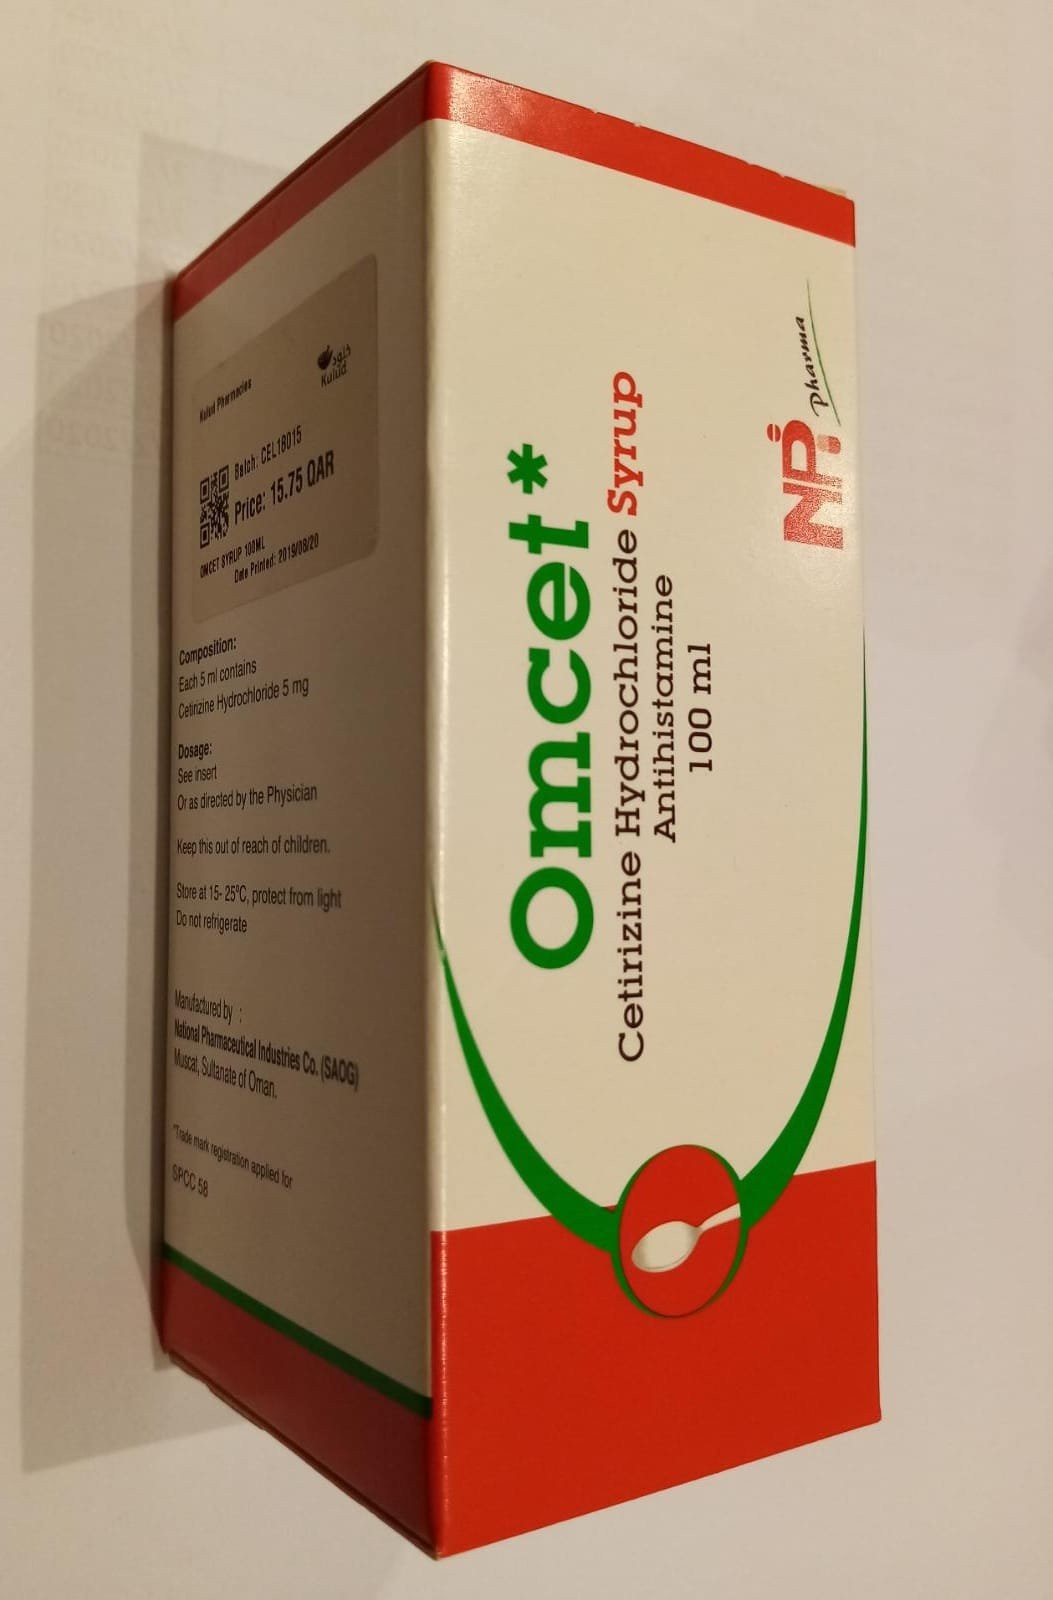 Kulud Pharmacies
كلود
Kulud
Batch: CEL18015
Price: 15.75 QAR
OMCET SYRUP 100ML
Date Printed: 2019/08/20
Composition:
Each 5 ml contains
Cetirizine Hydrochloride 5 mg
Dosage:
See insert
Or as directed by the Physician
Keep this out of reach of children.
Store at 15- 25°C, protect from light
Do not refrigerate
Manufactured by :
National Pharmaceutical Industries Co. (SAOG)
Muscat, Sultanate of Oman.
*Trade mark registration applied for
SPCC 58
Omcet*
Cetirizine Hydrochloride Syrup
Antihistamine
100 ml
NPi pharma